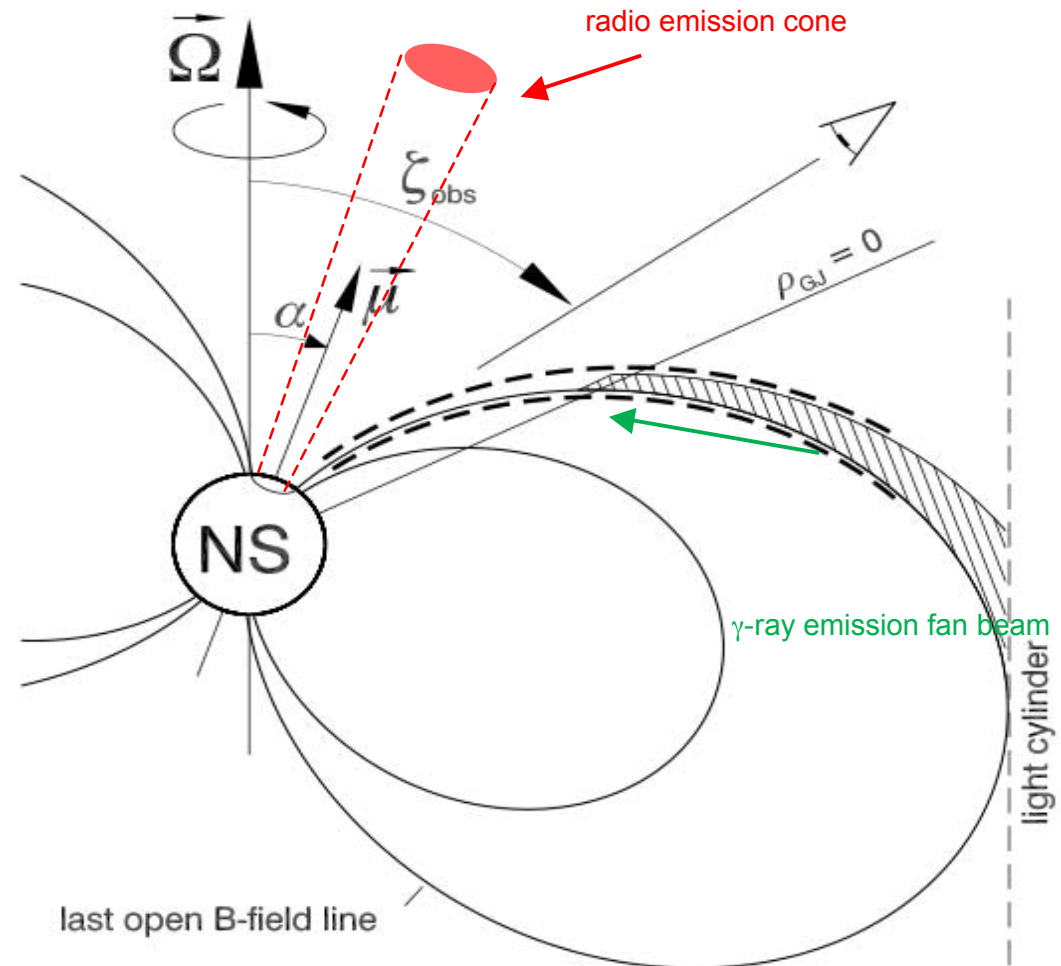 radio emission cone
Ω
ζobs
ρGJ = 0
α
μ
NS
γ-ray emission fan beam
light cylinder
last open B-field line